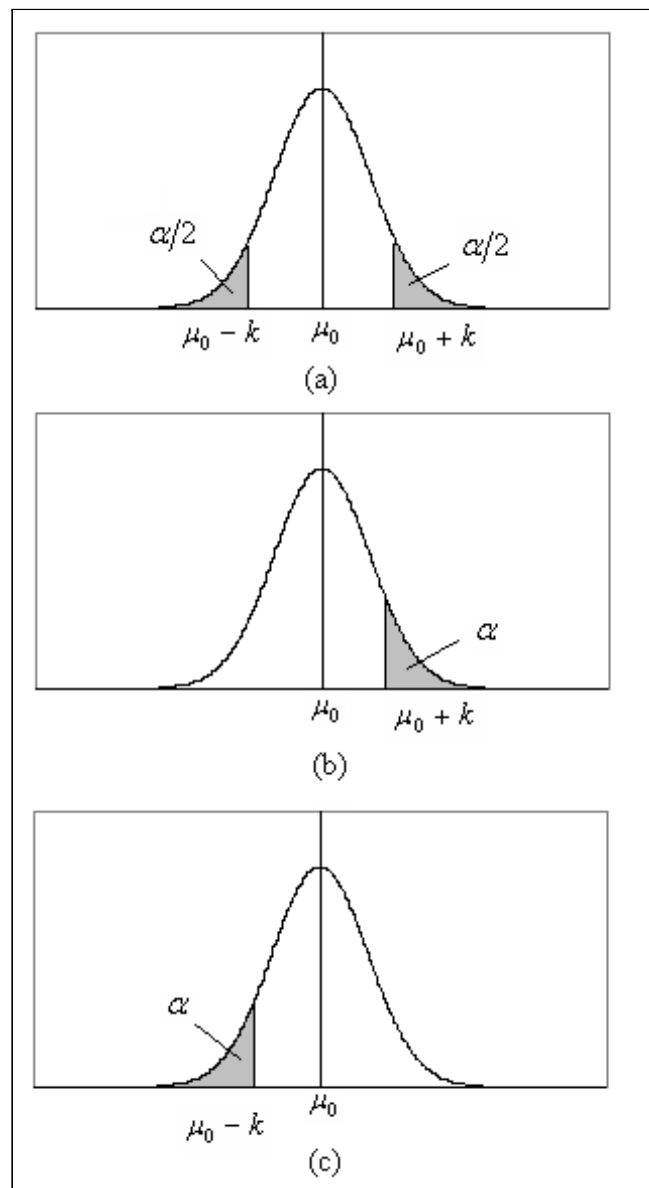 α/2 α/2
μ₀ − k μ₀ μ₀ + k
(a)
α
μ₀ μ₀ + k
(b)
α
μ₀ − k μ₀
(c)